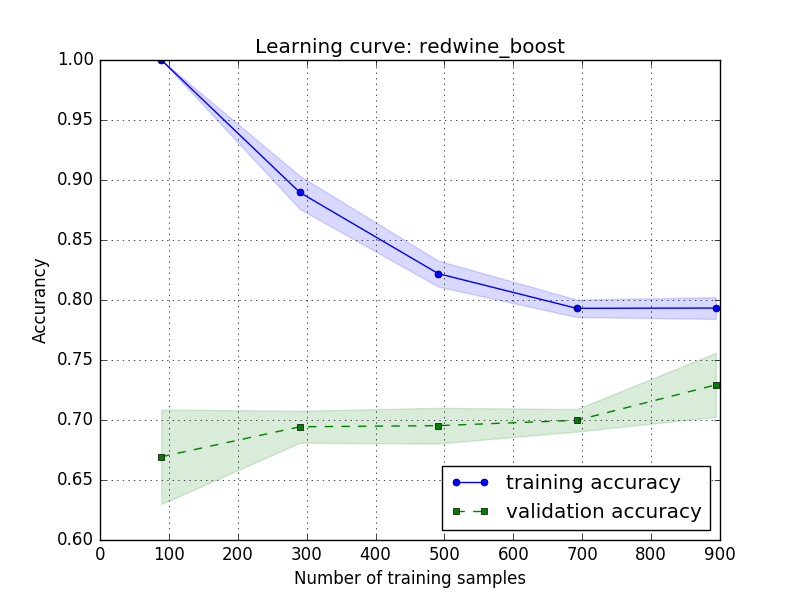 Learning curve: redwine_boost
1.00
0.95
0.90
0.85
0.80
0.75
0.70
0.65
0.60
Accurancy
training accuracy
validation accuracy
0 100 200 300 400 500 600 700 800 900
Number of training samples